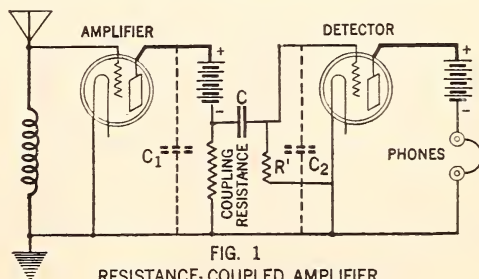 AMPLIFIER
DETECTOR
+
-
C
C1
COUPLING
RESISTANCE
R'
C2
+
-
PHONES
FIG. 1
RESISTANCE-COUPLED AMPLIFIER